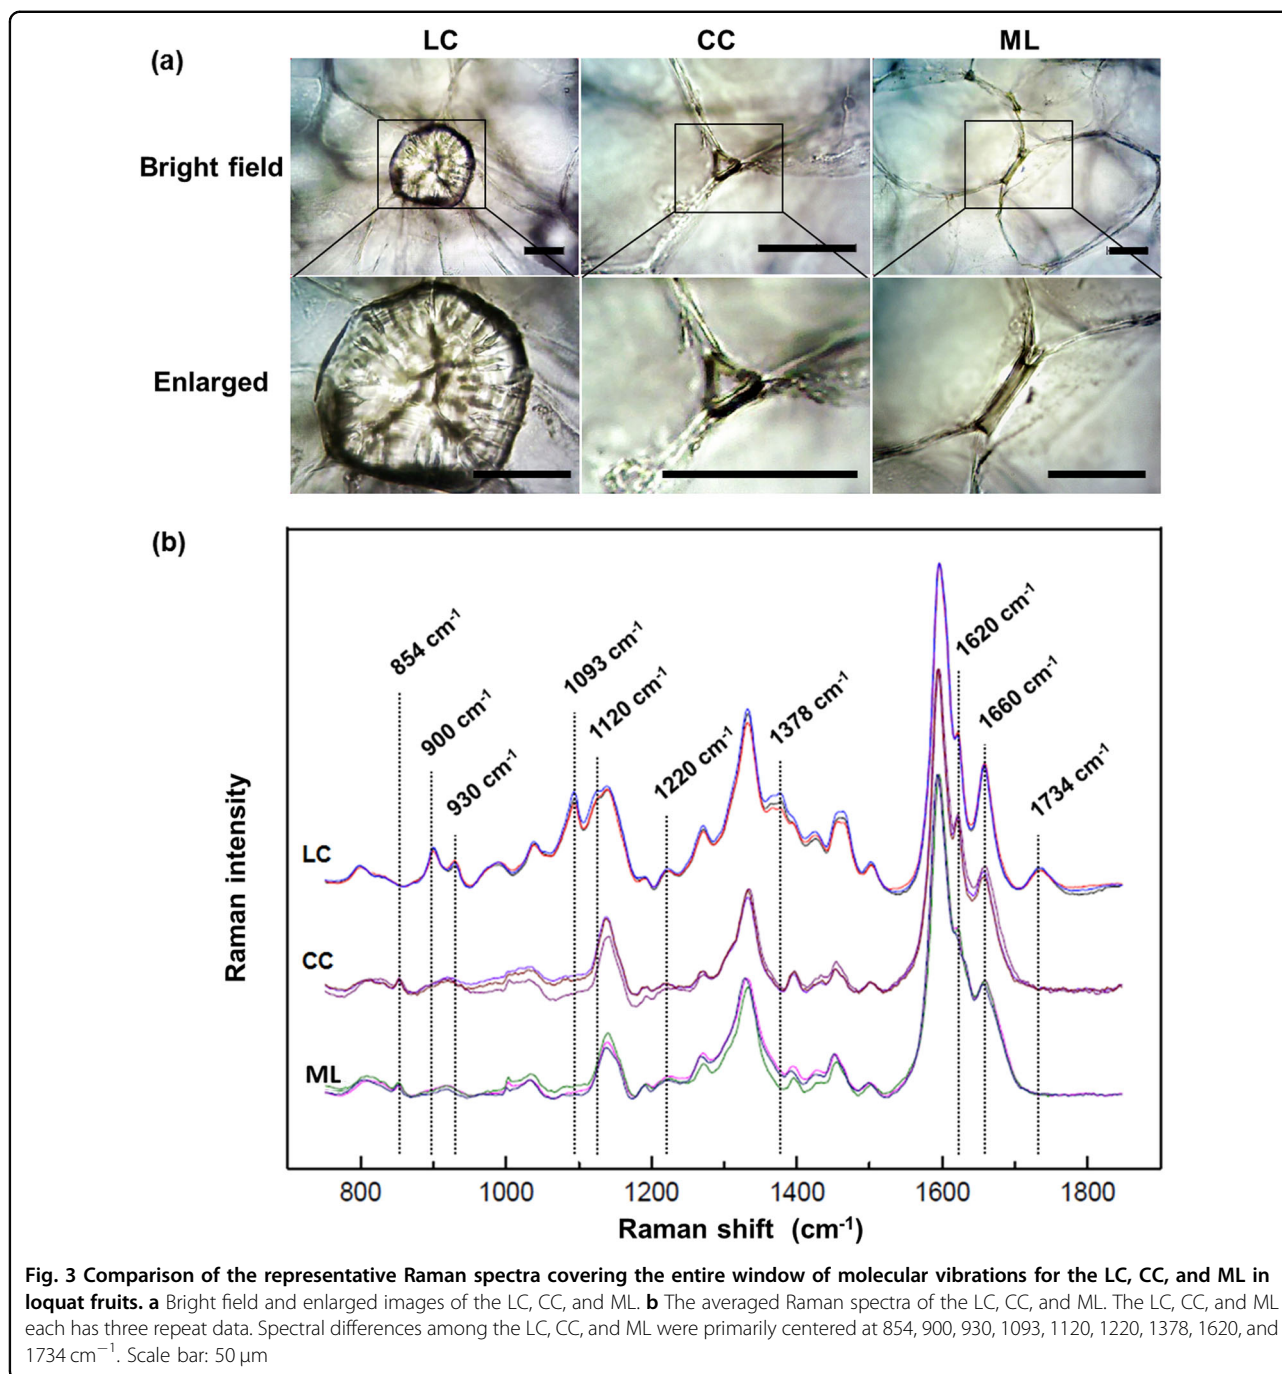 LC CC ML
(a)
Bright field
Enlarged
(b)
854 cm-1
900 cm-1
930 cm-1
1093 cm-1
1120 cm-1
1220 cm-1
1378 cm-1
1620 cm-1
1660 cm-1
1734 cm-1
LC
CC
ML
Raman intensity
800 1000 1200 1400 1600 1800
Raman shift (cm-1)
Fig. 3 Comparison of the representative Raman spectra covering the entire window of molecular vibrations for the LC, CC, and ML in
loquat fruits. a Bright field and enlarged images of the LC, CC, and ML. b The averaged Raman spectra of the LC, CC, and ML. The LC, CC, and ML
each has three repeat data. Spectral differences among the LC, CC, and ML were primarily centered at 854, 900, 930, 1093, 1120, 1220, 1378, 1620, and
1734 cm−1. Scale bar: 50 μm